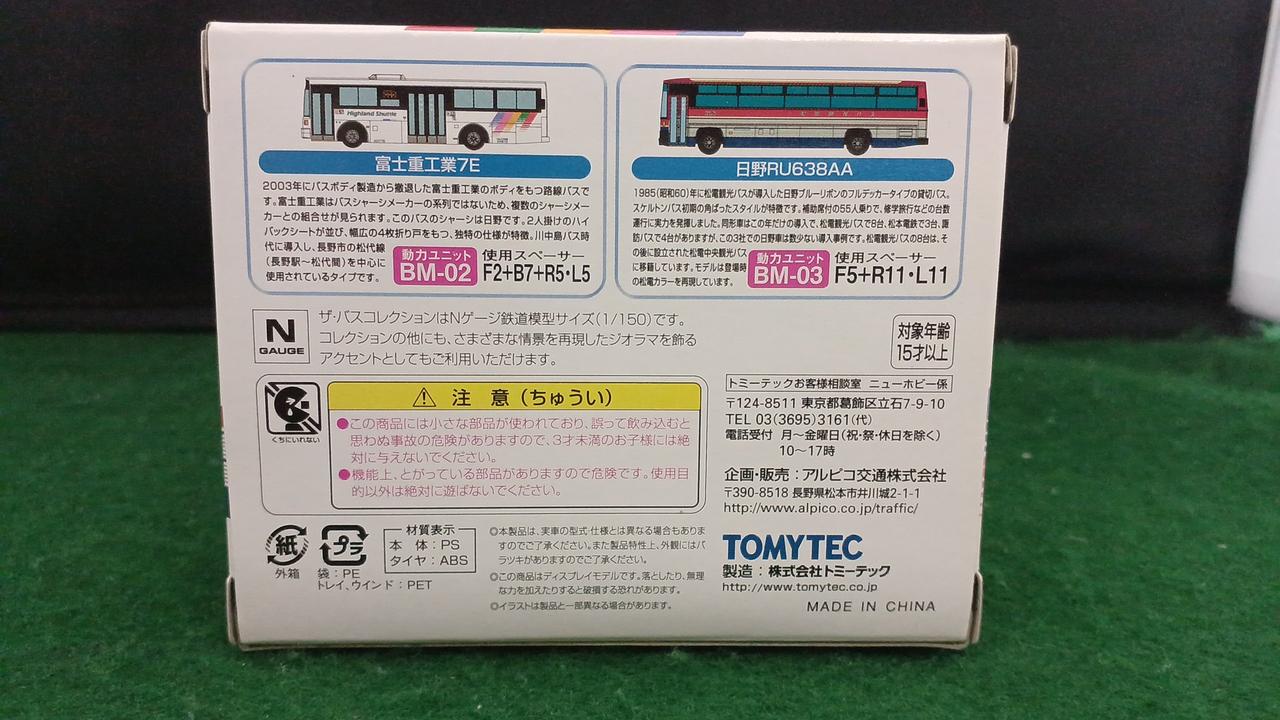 Highland Shuttle
富士重工業7E
2003年にバスボディ製造から撤退した富士重工業のボディをもつ路線バスで
す。富士重工業はバスシャーシメーカーの系列ではないため、複数のシャーシメー
カーとの組合せが見られます。このバスのシャーシは日野です。2人掛けのハイ
バックシートが並び、幅広の4枚折り戸をもつ、独特の仕様が特徴。川中島バス時
代に導入し、長野市の松代線
(長野駅〜松代間)を中心に
使用されているタイプです。
動力ユニット
BM-02
使用スペーサー
F2+B7+R5・L5
日野RU638AA
1985(昭和60)年に松電観光バスが導入した日野ブルーリボンのフルデッカータイプの貸切バス。
スケルトンバス初期の角ばったスタイルが特徴です。補助席付の55人乗りで、修学旅行などの台数
運行に実力を発揮しました。同形車はこの年だけの導入で、松電観光バスで8台、松本電鉄で3台、諏
訪バスで4台がありますが、この3社での日野車は数少ない導入事例です。松電観光バスの8台は、そ
の後に設立された松電中央観光バス
に移籍しています。モデルは登場時
の松電カラーを再現しています。
動力ユニット
BM-03
使用スペーサー
F5+R11・L11
N
GAUGE
ザ・バスコレクションはNゲージ鉄道模型サイズ(1/150)です。
コレクションの他にも、さまざまな情景を再現したジオラマを飾る
アクセントとしてもご利用いただけます。
対象年齢
15才以上
くちにいれない
注 意(ちゅうい)
●この商品には小さな部品が使われており、誤って飲み込むと
思わぬ事故の危険がありますので、3才未満のお子様には絶
対に与えないでください。
●機能上、とがっている部品がありますので危険です。使用目
的以外は絶対に遊ばないでください。
トミーテックお客様相談室 ニューホビー係
〒124-8511 東京都葛飾区立石7-9-10
TEL 03(3695)3161(代)
電話受付 月〜金曜日(祝・祭・休日を除く)
10〜17時
企画・販売:アルピコ交通株式会社
〒390-8518 長野県松本市井川城2-1-1
http://www.alpico.co.jp/traffic/
紙
外箱
プラ
袋:PE
トレイ、ウインド:PET
材質表示
本 体:PS
タイヤ:ABS
◎本製品は、実車の型式・仕様とは異なる場合もありま
すのでご了承ください。また製品特性上、外観にはバ
ラツキがありますのでご了承ください。
◎この商品はディスプレイモデルです。落としたり、無理
な力を加えたりすると破損する恐れがあります。
◎イラストは製品と一部異なる場合があります。
TOMYTEC
製造:株式会社トミーテック
http://www.tomytec.co.jp
MADE IN CHINA